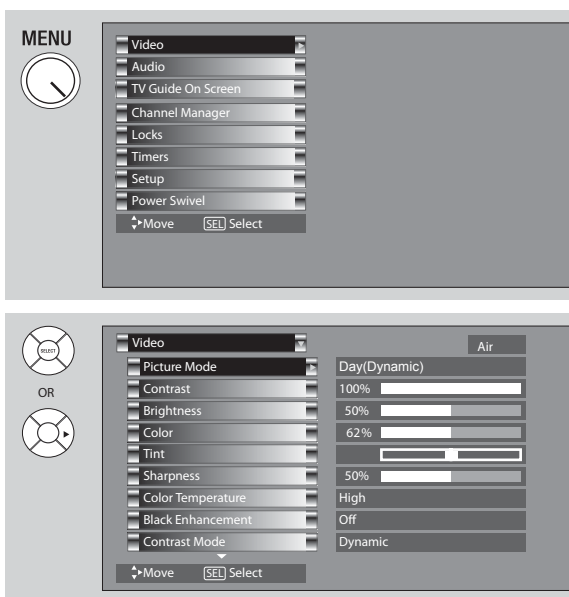 MENU
Video
Audio
TV Guide On Screen
Channel Manager
Locks
Timers
Setup
Power Swivel
Move SEL Select
SELECT
OR
Video Air
Picture Mode Day(Dynamic)
Contrast 100%
Brightness 50%
Color 62%
Tint
Sharpness 50%
Color Temperature High
Black Enhancement Off
Contrast Mode Dynamic
Move SEL Select